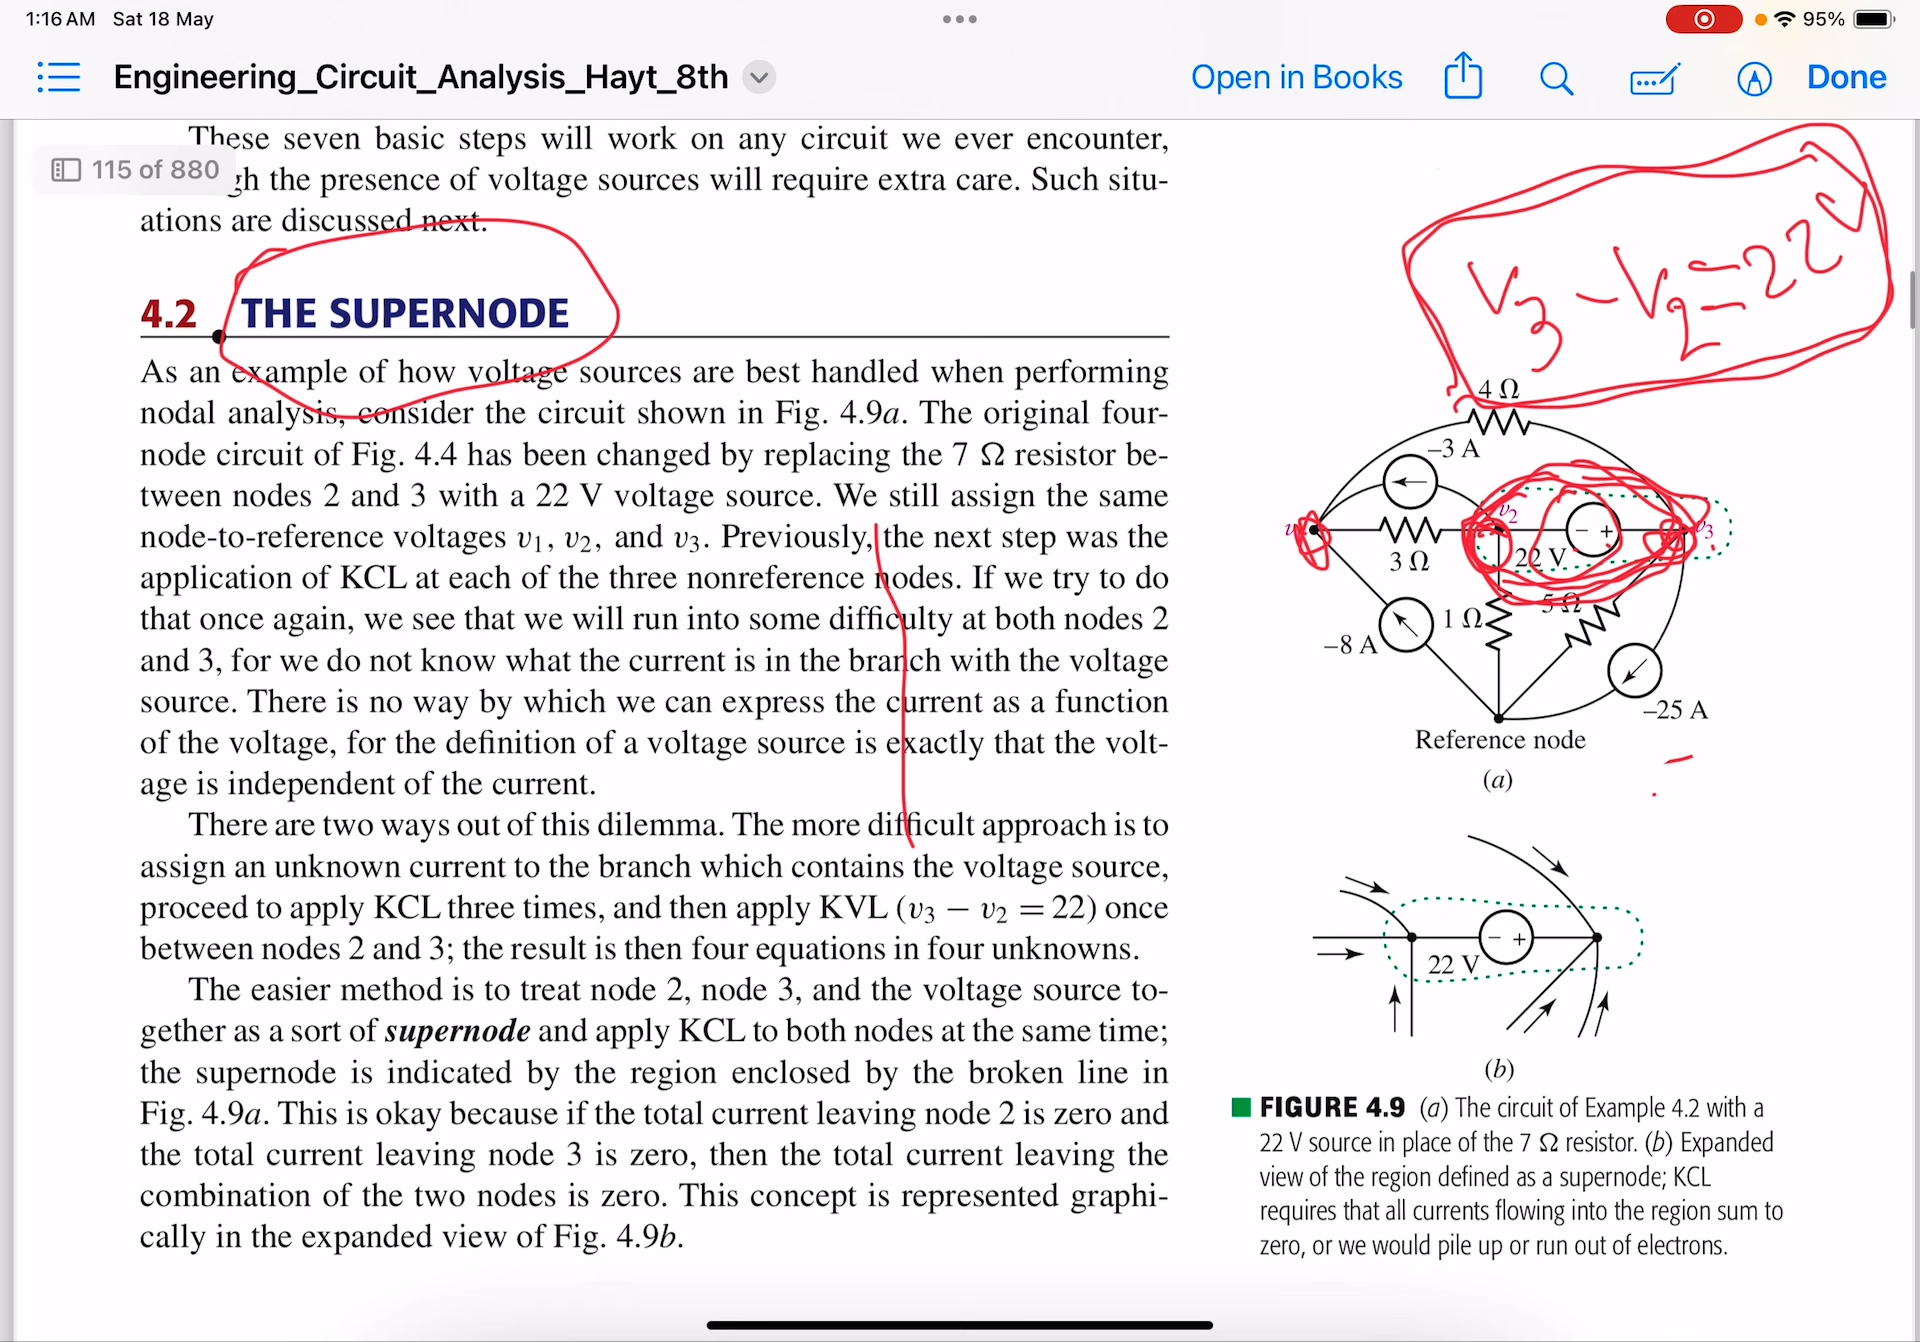 1:16 AM Sat 18 May
95%
Engineering_Circuit_Analysis_Hayt_8th
Open in Books
Done
115 of 880
These seven basic steps will work on any circuit we ever encounter,
gh the presence of voltage sources will require extra care. Such situ-
ations are discussed next.
4.2 THE SUPERNODE
As an example of how voltage sources are best handled when performing
nodal analysis, consider the circuit shown in Fig. 4.9a. The original four-
node circuit of Fig. 4.4 has been changed by replacing the 7 Ω resistor be-
tween nodes 2 and 3 with a 22 V voltage source. We still assign the same
node-to-reference voltages v₁, v₂, and v₃. Previously, the next step was the
application of KCL at each of the three nonreference nodes. If we try to do
that once again, we see that we will run into some difficulty at both nodes 2
and 3, for we do not know what the current is in the branch with the voltage
source. There is no way by which we can express the current as a function
of the voltage, for the definition of a voltage source is exactly that the volt-
age is independent of the current.
There are two ways out of this dilemma. The more difficult approach is to
assign an unknown current to the branch which contains the voltage source,
proceed to apply KCL three times, and then apply KVL (v₃ − v₂ = 22) once
between nodes 2 and 3; the result is then four equations in four unknowns.
The easier method is to treat node 2, node 3, and the voltage source to-
gether as a sort of supernode and apply KCL to both nodes at the same time;
the supernode is indicated by the region enclosed by the broken line in
Fig. 4.9a. This is okay because if the total current leaving node 2 is zero and
the total current leaving node 3 is zero, then the total current leaving the
combination of the two nodes is zero. This concept is represented graphi-
cally in the expanded view of Fig. 4.9b.
V₃ − V₂ = 22V
4 Ω
−3 A
v₂
− +
v₃
3 Ω
22 V
5 Ω
1 Ω
−8 A
−25 A
Reference node
(a)
− +
22 V
(b)
FIGURE 4.9 (a) The circuit of Example 4.2 with a
22 V source in place of the 7 Ω resistor. (b) Expanded
view of the region defined as a supernode; KCL
requires that all currents flowing into the region sum to
zero, or we would pile up or run out of electrons.